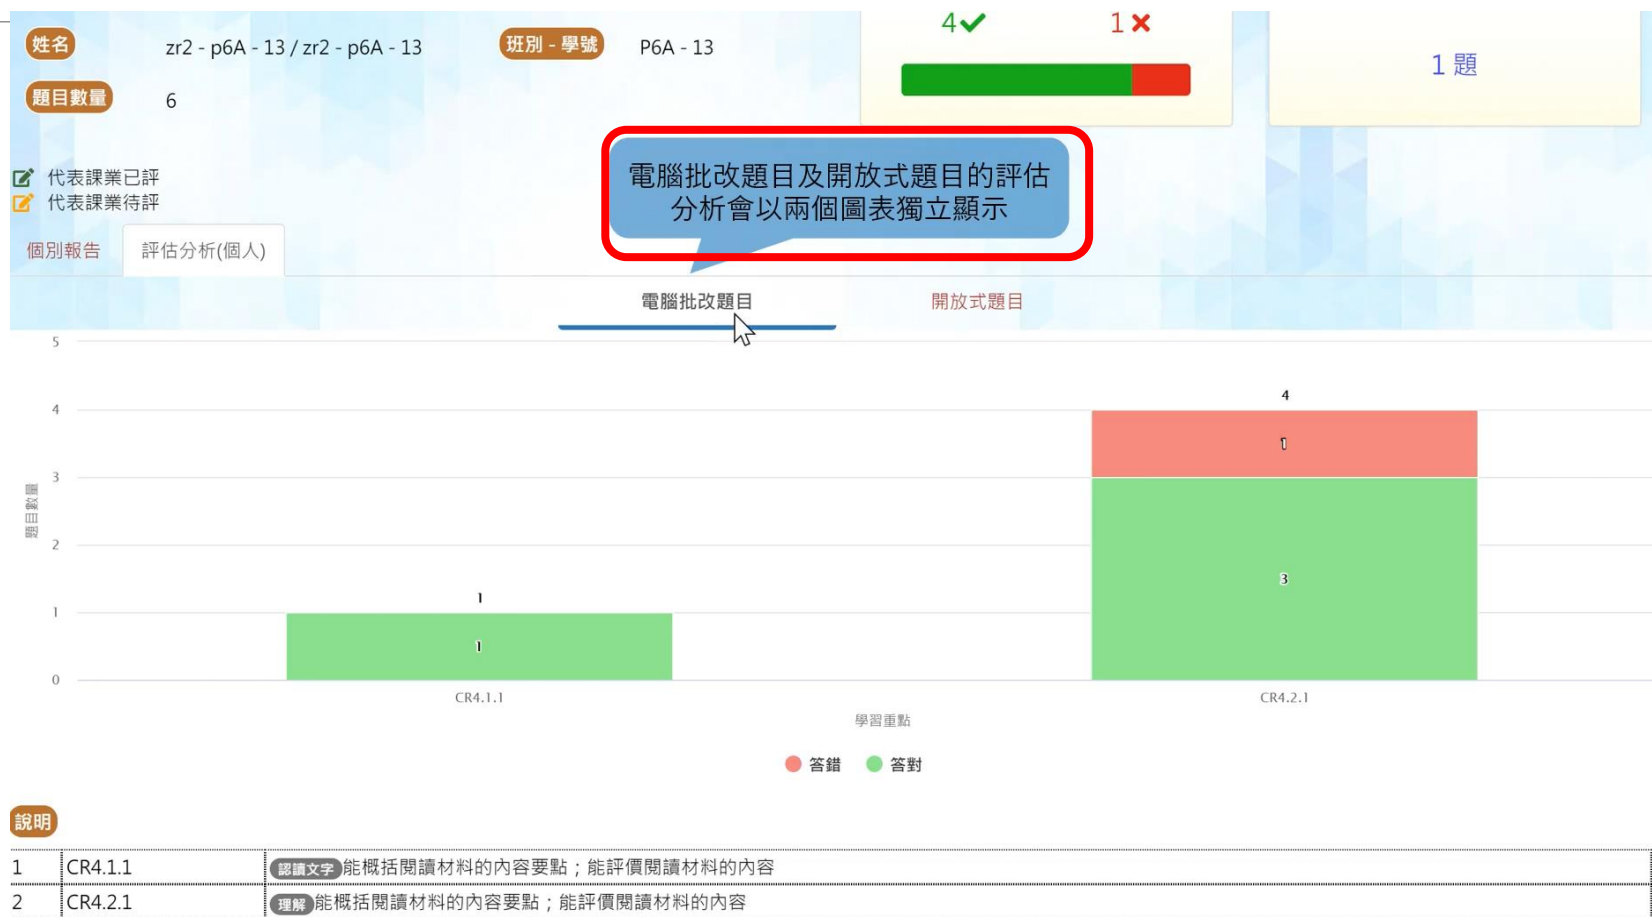 姓名 zr2 - p6A - 13 / zr2 - p6A - 13 班別 - 學號 P6A - 13
4✔ 1✖
1 題
題目數量 6
電腦批改題目及開放式題目的評估
分析會以兩個圖表獨立顯示
代表課業已評
代表課業待評
個別報告 評估分析(個人)
電腦批改題目 開放式題目
5
4
3
2
1
0
題目數量
1
1
4
1
3
CR4.1.1 CR4.2.1
學習重點
答錯 答對
說明
1 CR4.1.1 認讀文字 能概括閱讀材料的內容要點；能評價閱讀材料的內容
2 CR4.2.1 理解 能概括閱讀材料的內容要點；能評價閱讀材料的內容